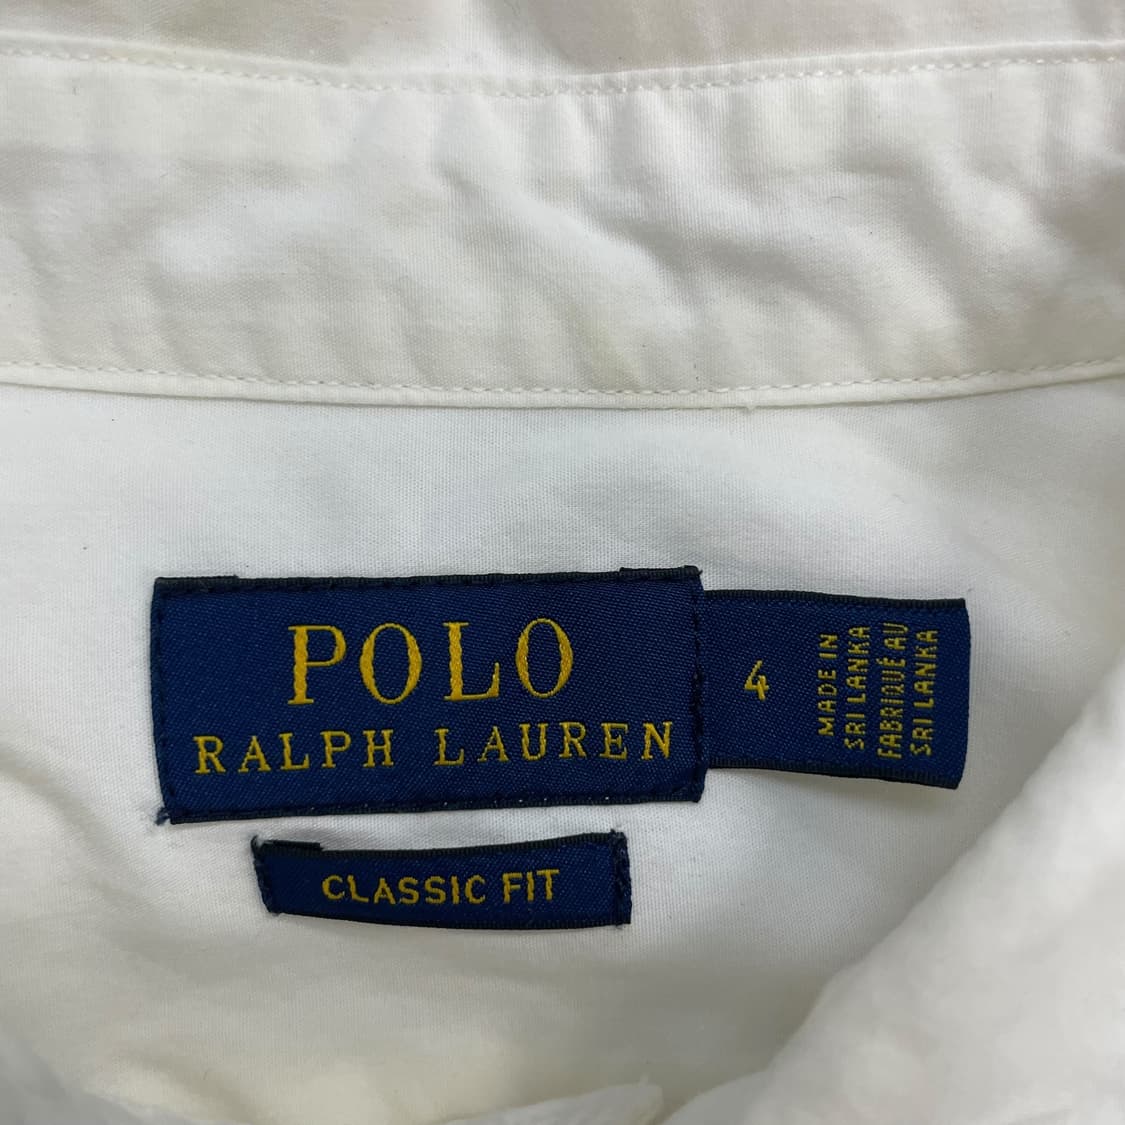 POLO
RALPH LAUREN
4
MADE IN
SRI LANKA
FABRIQUÉ AU
SRI LANKA
CLASSIC FIT